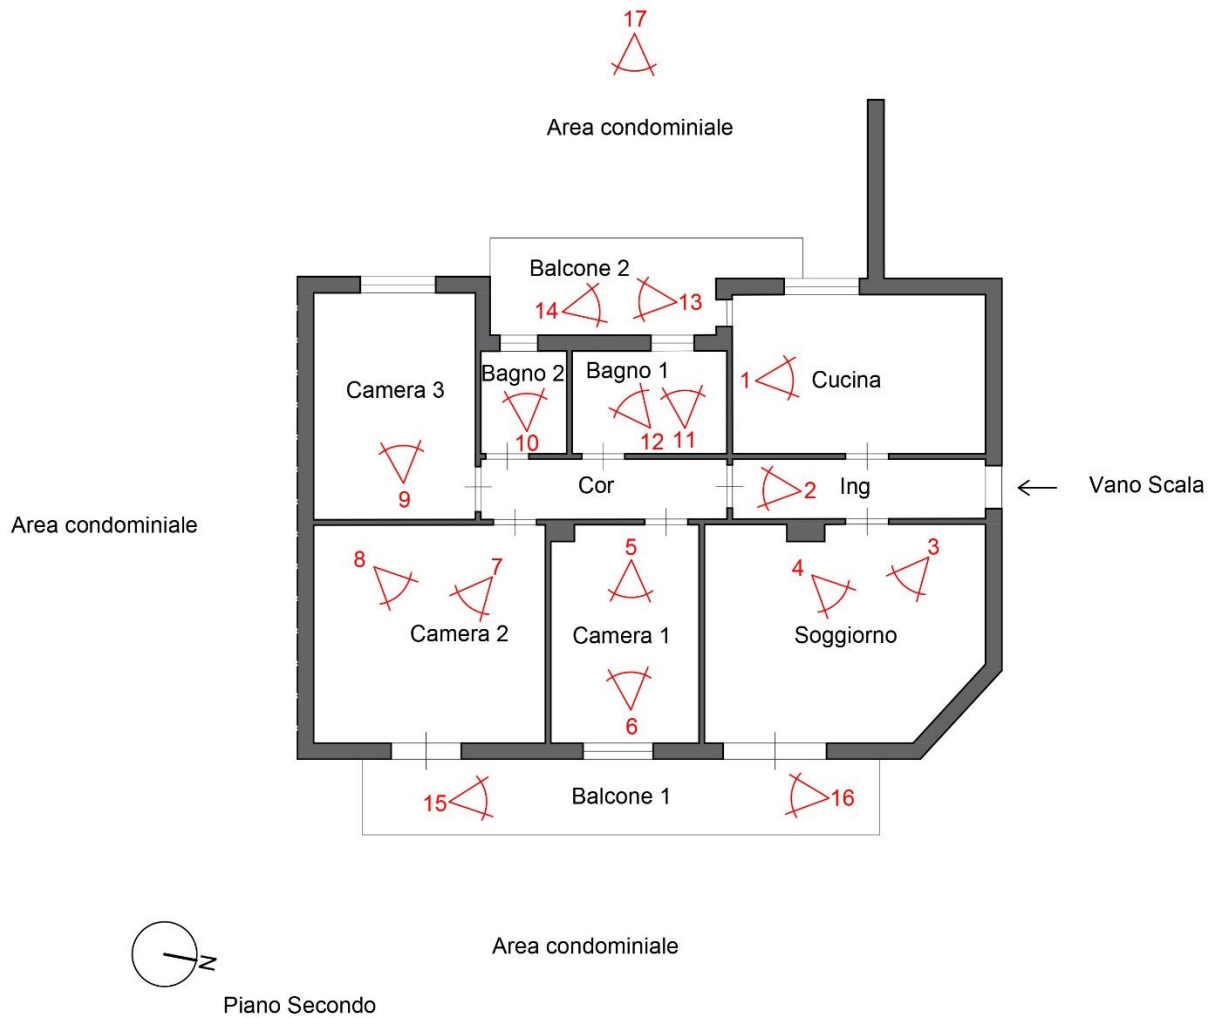 17
Area condominiale
Balcone 2
14
13
Bagno 2
Bagno 1
Camera 3
1
Cucina
10
12
11
9
Cor
2
Ing
Vano Scala
Area condominiale
8
7
5
4
3
Camera 2
Camera 1
Soggiorno
6
15
Balcone 1
16
N
Area condominiale
Piano Secondo